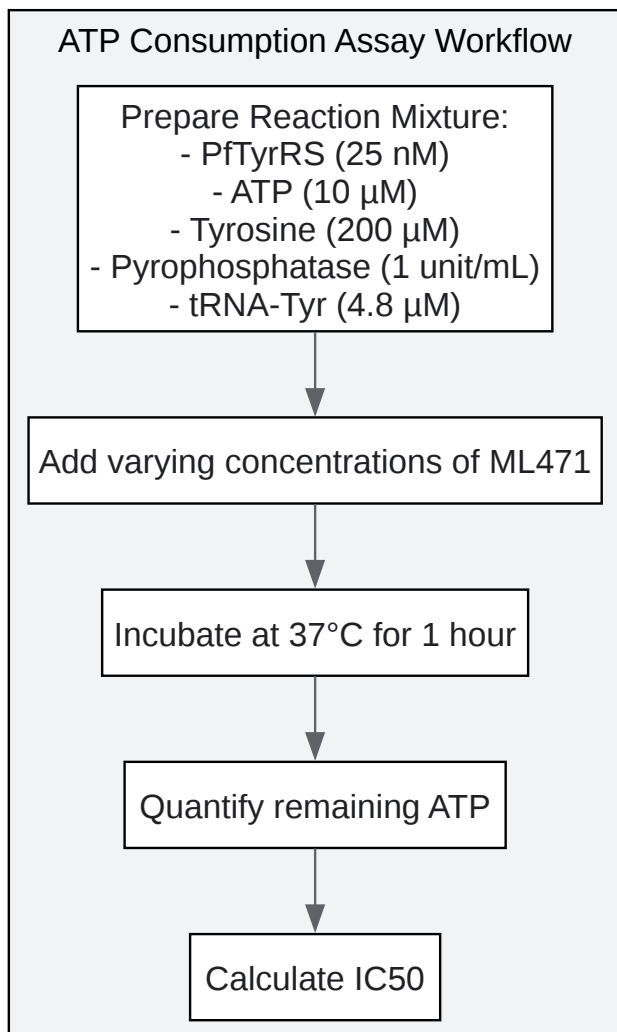 ATP Consumption Assay Workflow
Prepare Reaction Mixture:
- PfTyrRS (25 nM)
- ATP (10 µM)
- Tyrosine (200 µM)
- Pyrophosphatase (1 unit/mL)
- tRNA-Tyr (4.8 µM)
Add varying concentrations of ML471
Incubate at 37°C for 1 hour
Quantify remaining ATP
Calculate IC50